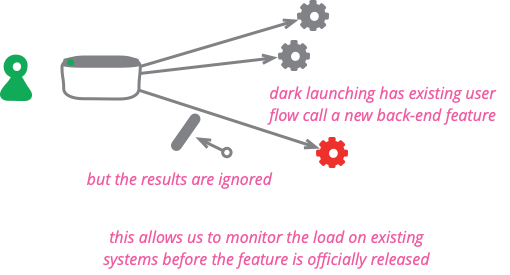 dark launching has existing user
flow call a new back-end feature
but the results are ignored
this allows us to monitor the load on existing
systems before the feature is officially released